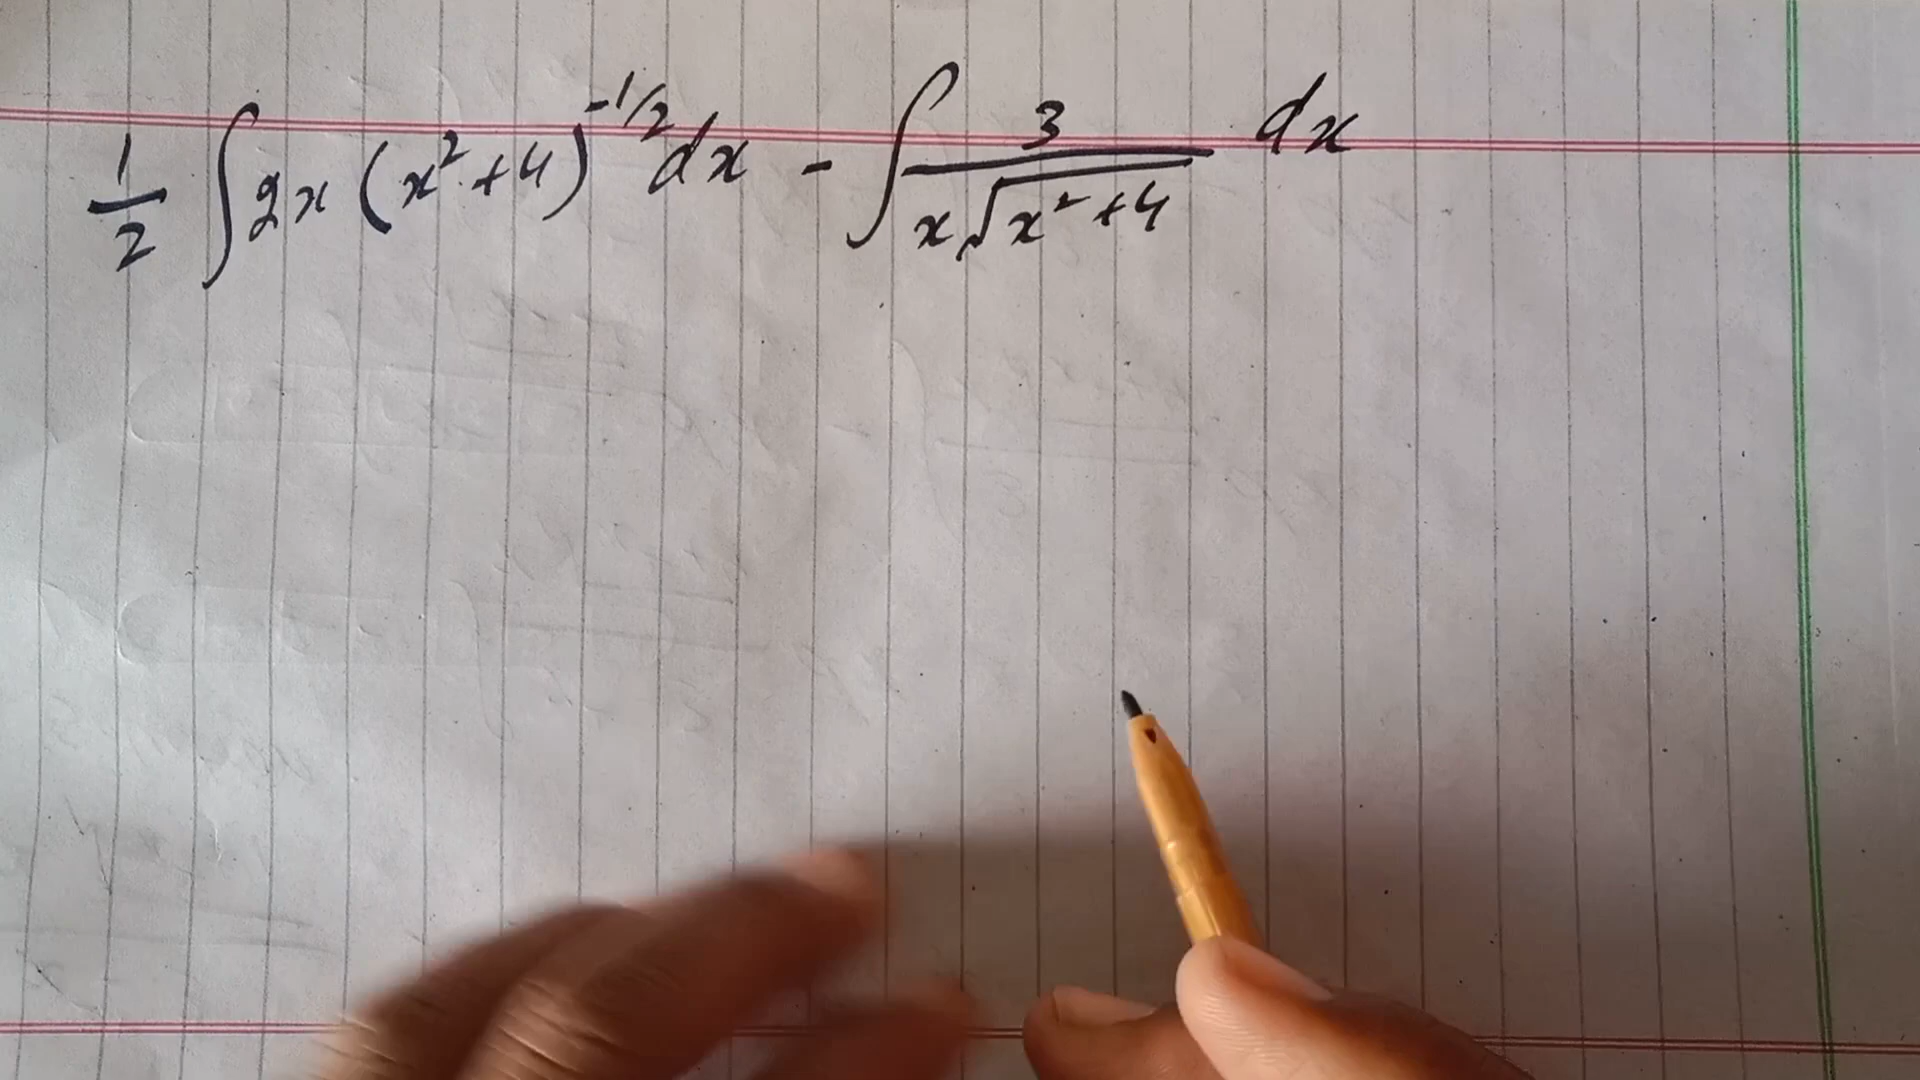 1/2 ∫ 2x (x² + 4)^(-1/2) dx - ∫ 3/(x√(x² + 4)) dx